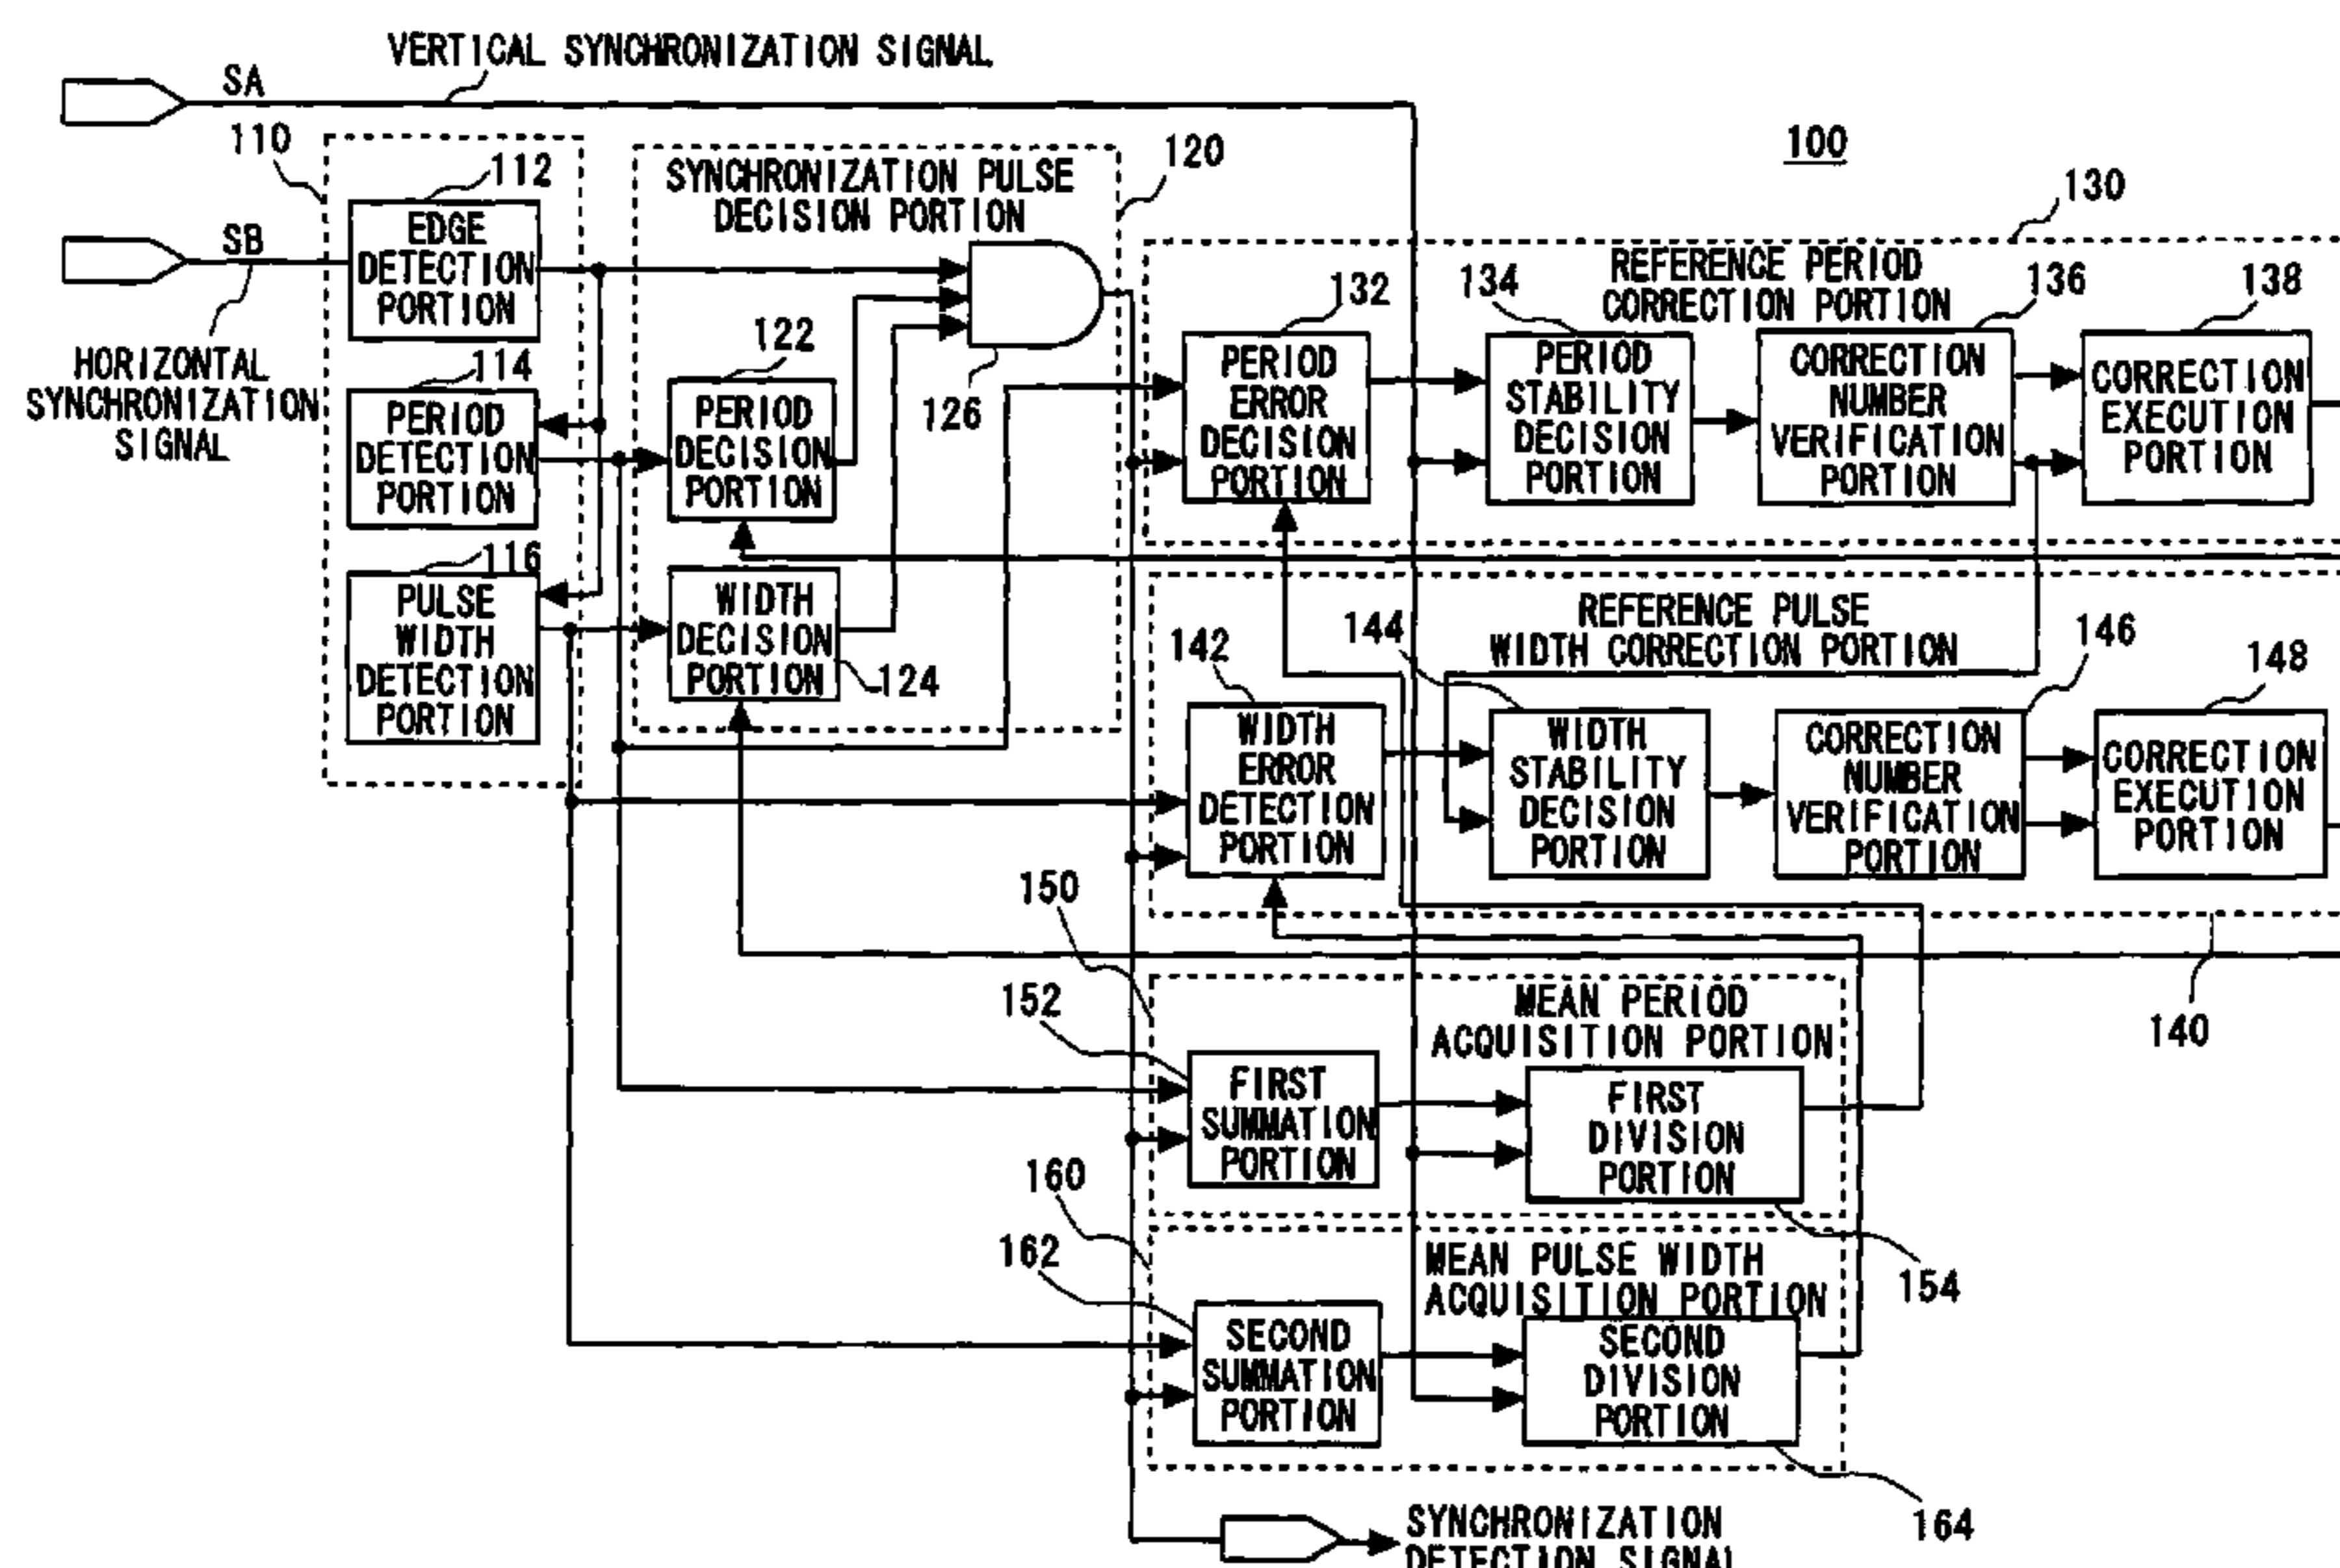 VERTICAL SYNCHRONIZATION SIGNAL
SA
110
112
EDGE
DETECTION
PORTION
SB
HORIZONTAL
SYNCHRONIZATION
SIGNAL
114
PERIOD
DETECTION
PORTION
116
PULSE
WIDTH
DETECTION
PORTION
SYNCHRONIZATION PULSE
DECISION PORTION
120
122
PERIOD
DECISION
PORTION
126
WIDTH
DECISION
PORTION
124
100
130
REFERENCE PERIOD
CORRECTION PORTION
132
PERIOD
ERROR
DECISION
PORTION
134
PERIOD
STABILITY
DECISION
PORTION
136
CORRECTION
NUMBER
VERIFICATION
PORTION
138
CORRECTION
EXECUTION
PORTION
REFERENCE PULSE
WIDTH CORRECTION PORTION
142
WIDTH
ERROR
DETECTION
PORTION
144
WIDTH
STABILITY
DECISION
PORTION
146
CORRECTION
NUMBER
VERIFICATION
PORTION
148
CORRECTION
EXECUTION
PORTION
140
150
MEAN PERIOD
ACQUISITION PORTION
152
FIRST
SUMMATION
PORTION
FIRST
DIVISION
PORTION
154
160
MEAN PULSE WIDTH
ACQUISITION PORTION
162
SECOND
SUMMATION
PORTION
SECOND
DIVISION
PORTION
164
SYNCHRONIZATION
DETECTION SIGNAL